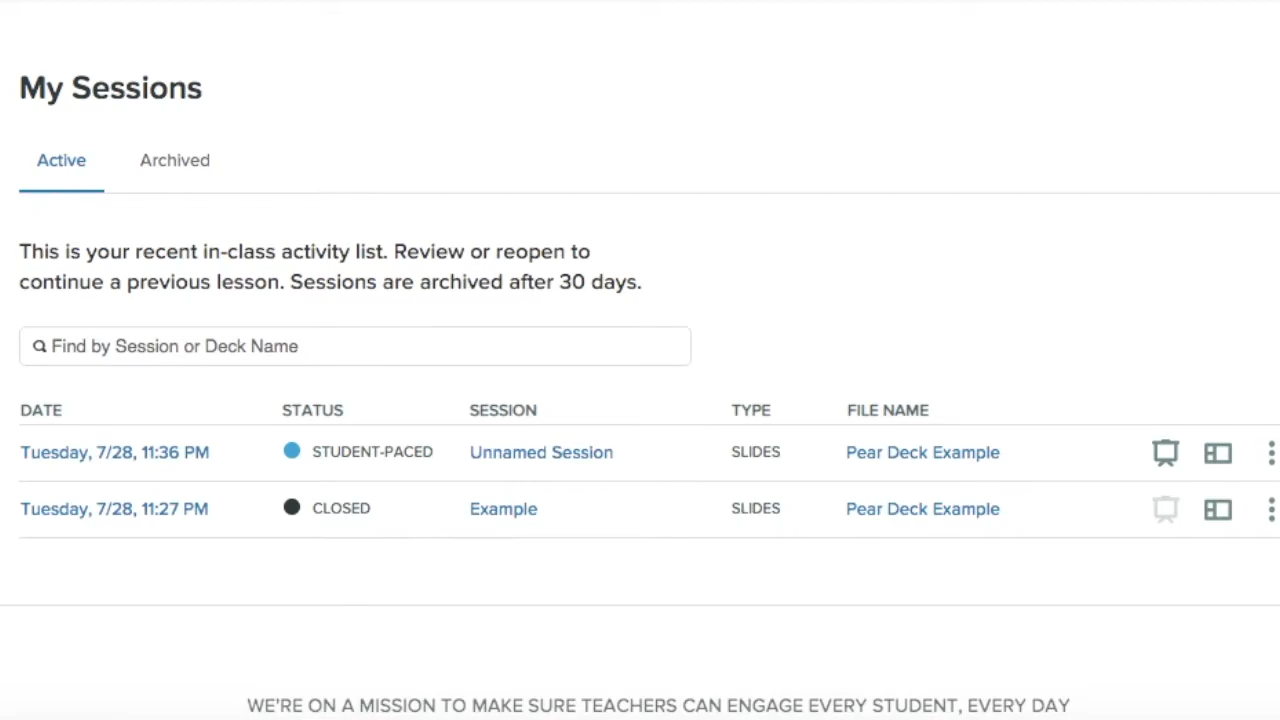 My Sessions
Active Archived
This is your recent in-class activity list. Review or reopen to
continue a previous lesson. Sessions are archived after 30 days.
Find by Session or Deck Name
DATE STATUS SESSION TYPE FILE NAME
Tuesday, 7/28, 11:36 PM STUDENT-PACED Unnamed Session SLIDES Pear Deck Example
Tuesday, 7/28, 11:27 PM CLOSED Example SLIDES Pear Deck Example
WE'RE ON A MISSION TO MAKE SURE TEACHERS CAN ENGAGE EVERY STUDENT, EVERY DAY